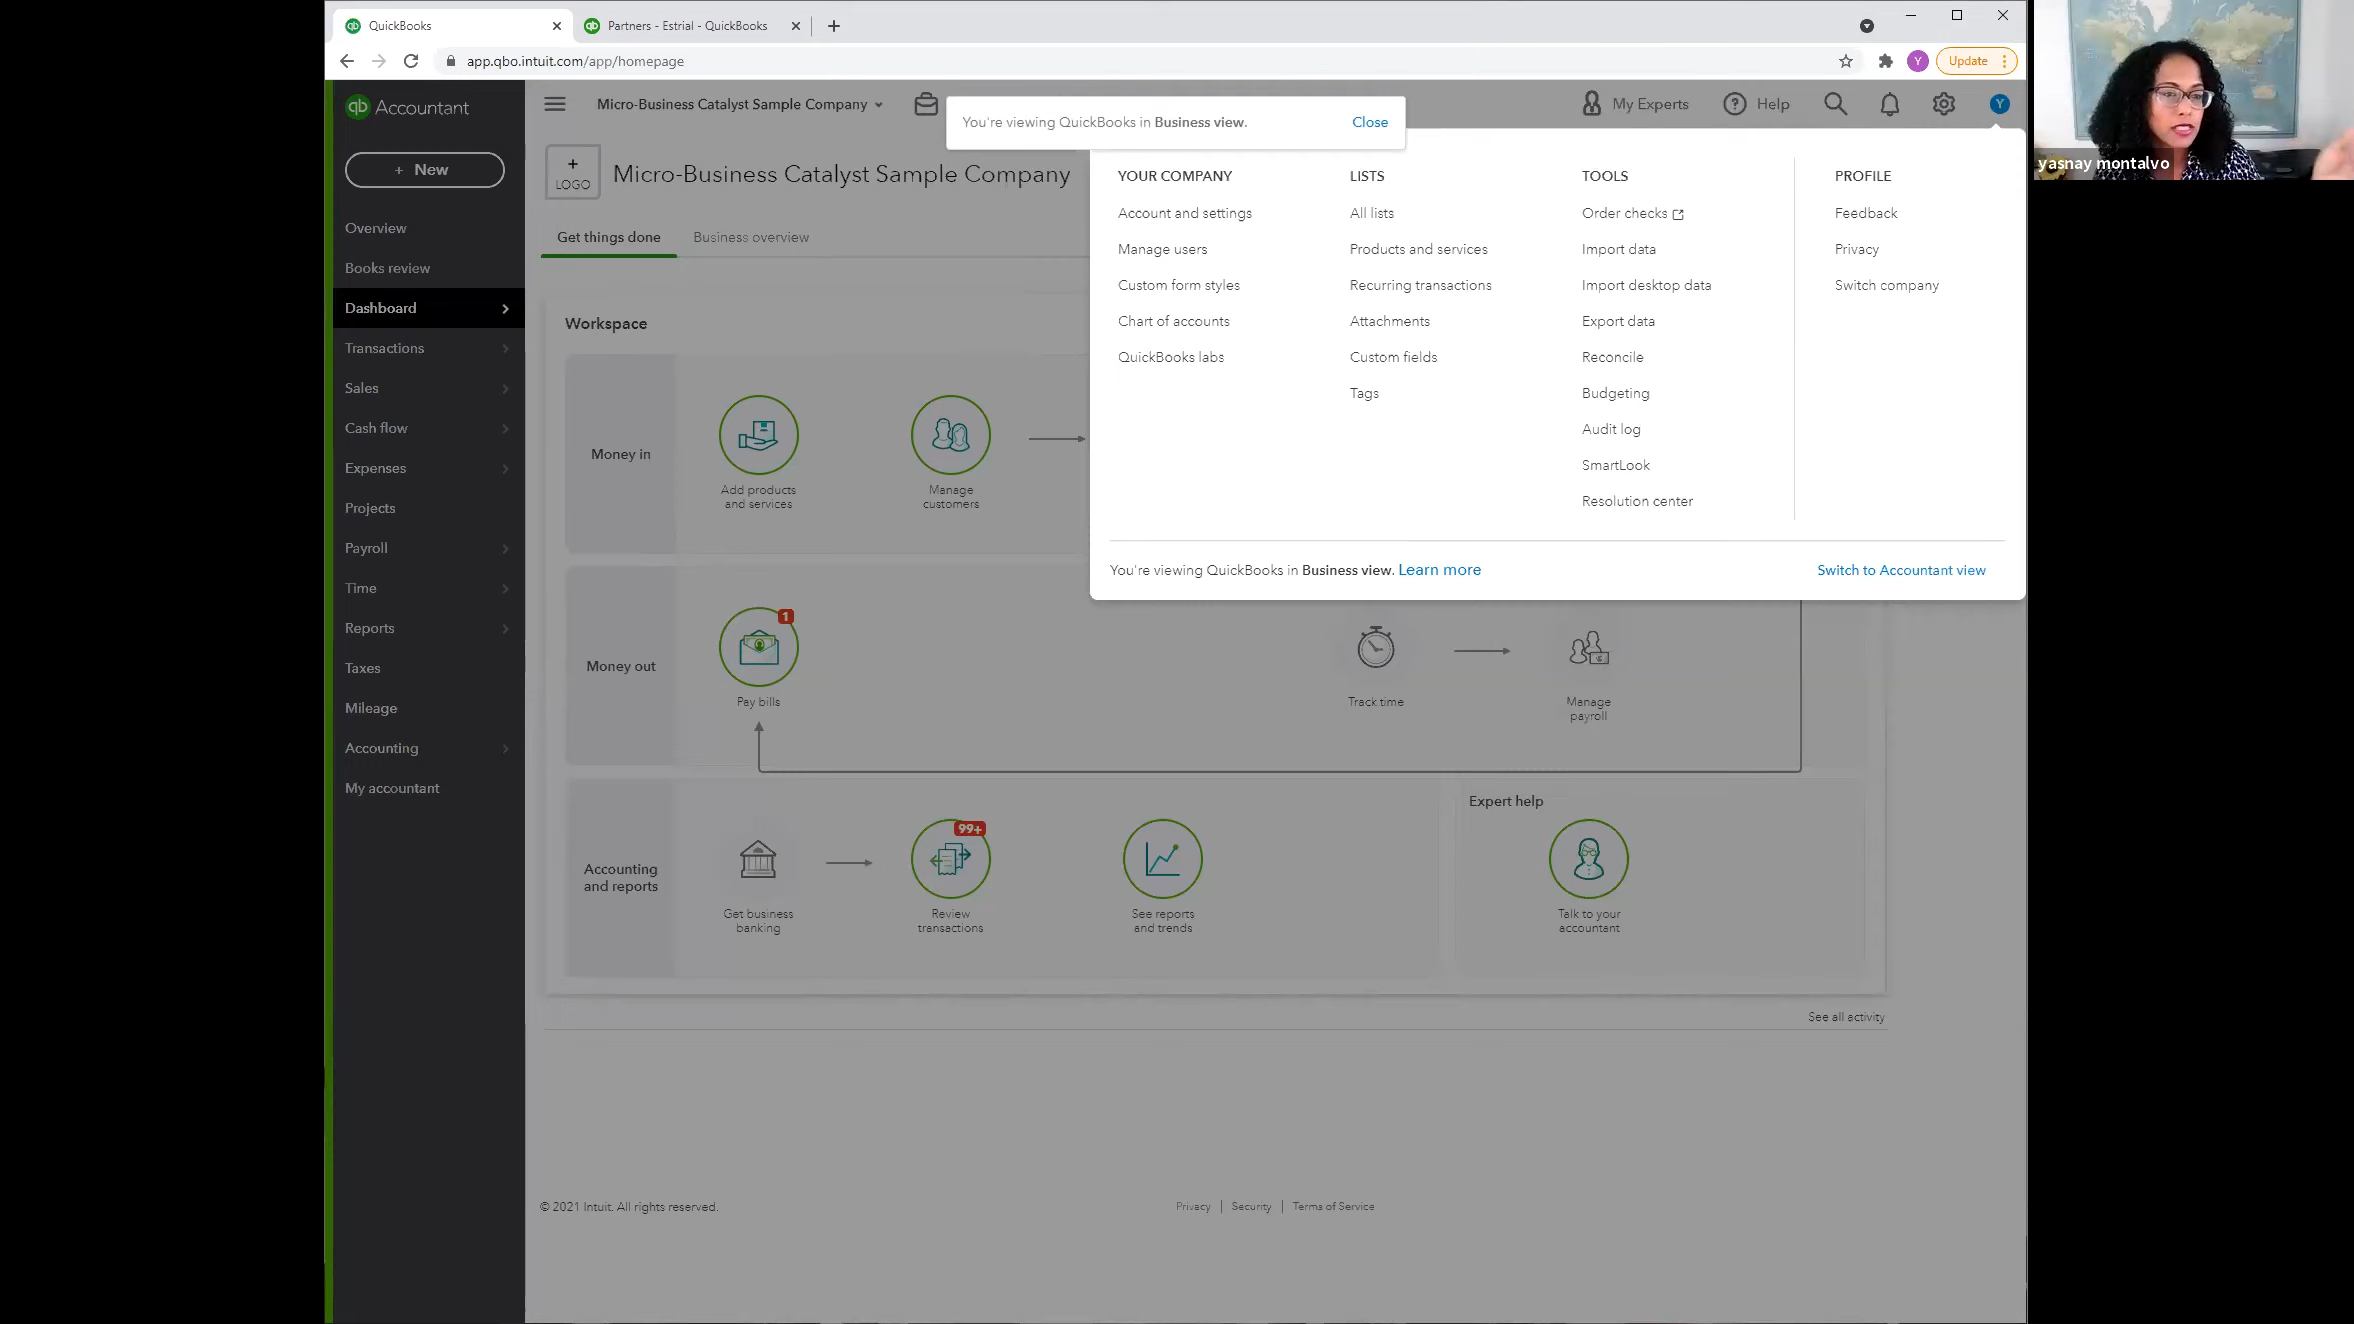 QuickBooks
Partners - Estrial - QuickBooks
app.qbo.intuit.com/app/homepage
Y
Update
qb Accountant
Micro-Business Catalyst Sample Company
My Experts
Help
Y
You're viewing QuickBooks in Business view.
Close
+ New
+
LOGO
Micro-Business Catalyst Sample Company
Get things done
Business overview
Overview
Books review
Dashboard
Transactions
Sales
Cash flow
Expenses
Projects
Payroll
Time
Reports
Taxes
Mileage
Accounting
My accountant
YOUR COMPANY
Account and settings
Manage users
Custom form styles
Chart of accounts
QuickBooks labs
LISTS
All lists
Products and services
Recurring transactions
Attachments
Custom fields
Tags
TOOLS
Order checks
Import data
Import desktop data
Export data
Reconcile
Budgeting
Audit log
SmartLook
Resolution center
PROFILE
Feedback
Privacy
Switch company
You're viewing QuickBooks in Business view. Learn more
Switch to Accountant view
Workspace
Money in
Add products
and services
Manage
customers
Money out
1
Pay bills
Track time
Manage
payroll
Accounting
and reports
Get business
banking
99+
Review
transactions
See reports
and trends
Expert help
Talk to your
accountant
See all activity
© 2021 Intuit. All rights reserved.
Privacy | Security | Terms of Service
yasnay montalvo